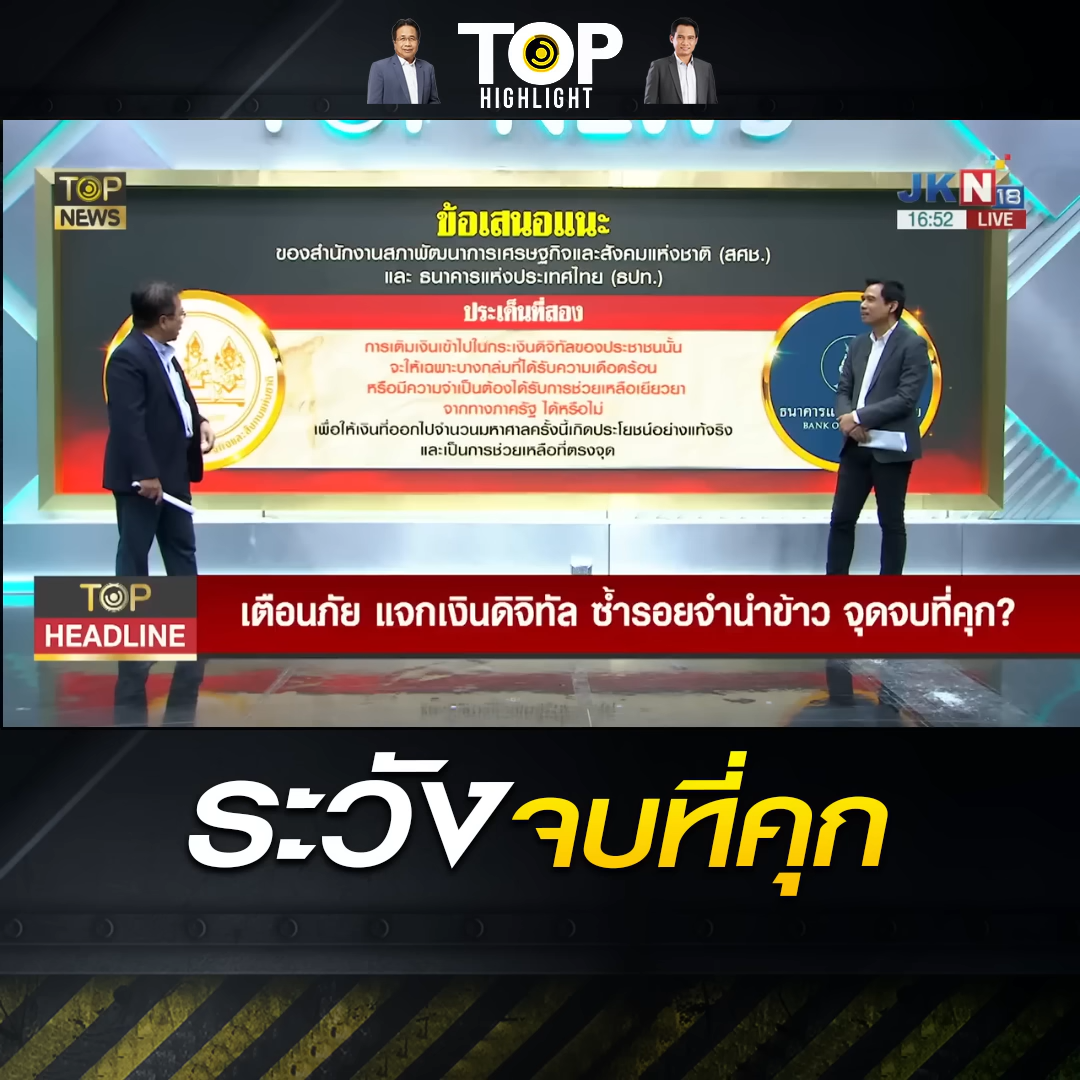 TOP
HIGHLIGHT
TOP NEWS
TOP
NEWS
JKN18
16:52 LIVE
ข้อเสนอแนะ
ของสำนักงานสภาพัฒนาการเศรษฐกิจและสังคมแห่งชาติ (สศช.)
และ ธนาคารแห่งประเทศไทย (ธปท.)
ประเด็นที่สอง
การเติมเงินเข้าไปในกระเงินดิจิทัลของประชาชนนั้น
จะให้เฉพาะบางกลุ่มที่ได้รับความเดือดร้อน
หรือมีความจำเป็นต้องได้รับการช่วยเหลือเยียวยา
จากทางภาครัฐ ได้หรือไม่
เพื่อให้เงินที่ออกไปจำนวนมหาศาลครั้งนี้เกิดประโยชน์อย่างแท้จริง
และเป็นการช่วยเหลือที่ตรงจุด
ธนาคารแ
BANK O
TOP
HEADLINE
เตือนภัย แจกเงินดิจิทัล ซ้ำรอยจำนำข้าว จุดจบที่คุก?
ระวัง จบที่คุก